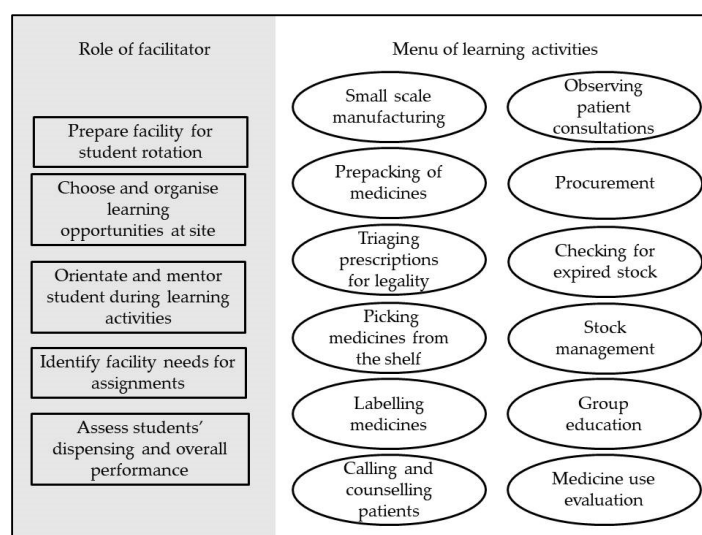 Role of facilitator
Prepare facility for
student rotation
Choose and organise
learning
opportunities at site
Orientate and mentor
student during learning
activities
Identify facility needs for
assignments
Assess students’
dispensing and overall
performance
Menu of learning activities
Small scale
manufacturing
Observing
patient
consultations
Prepacking of
medicines
Procurement
Triaging
prescriptions
for legality
Checking for
expired stock
Picking
medicines from
the shelf
Stock
management
Labelling
medicines
Group
education
Calling and
counselling
patients
Medicine use
evaluation